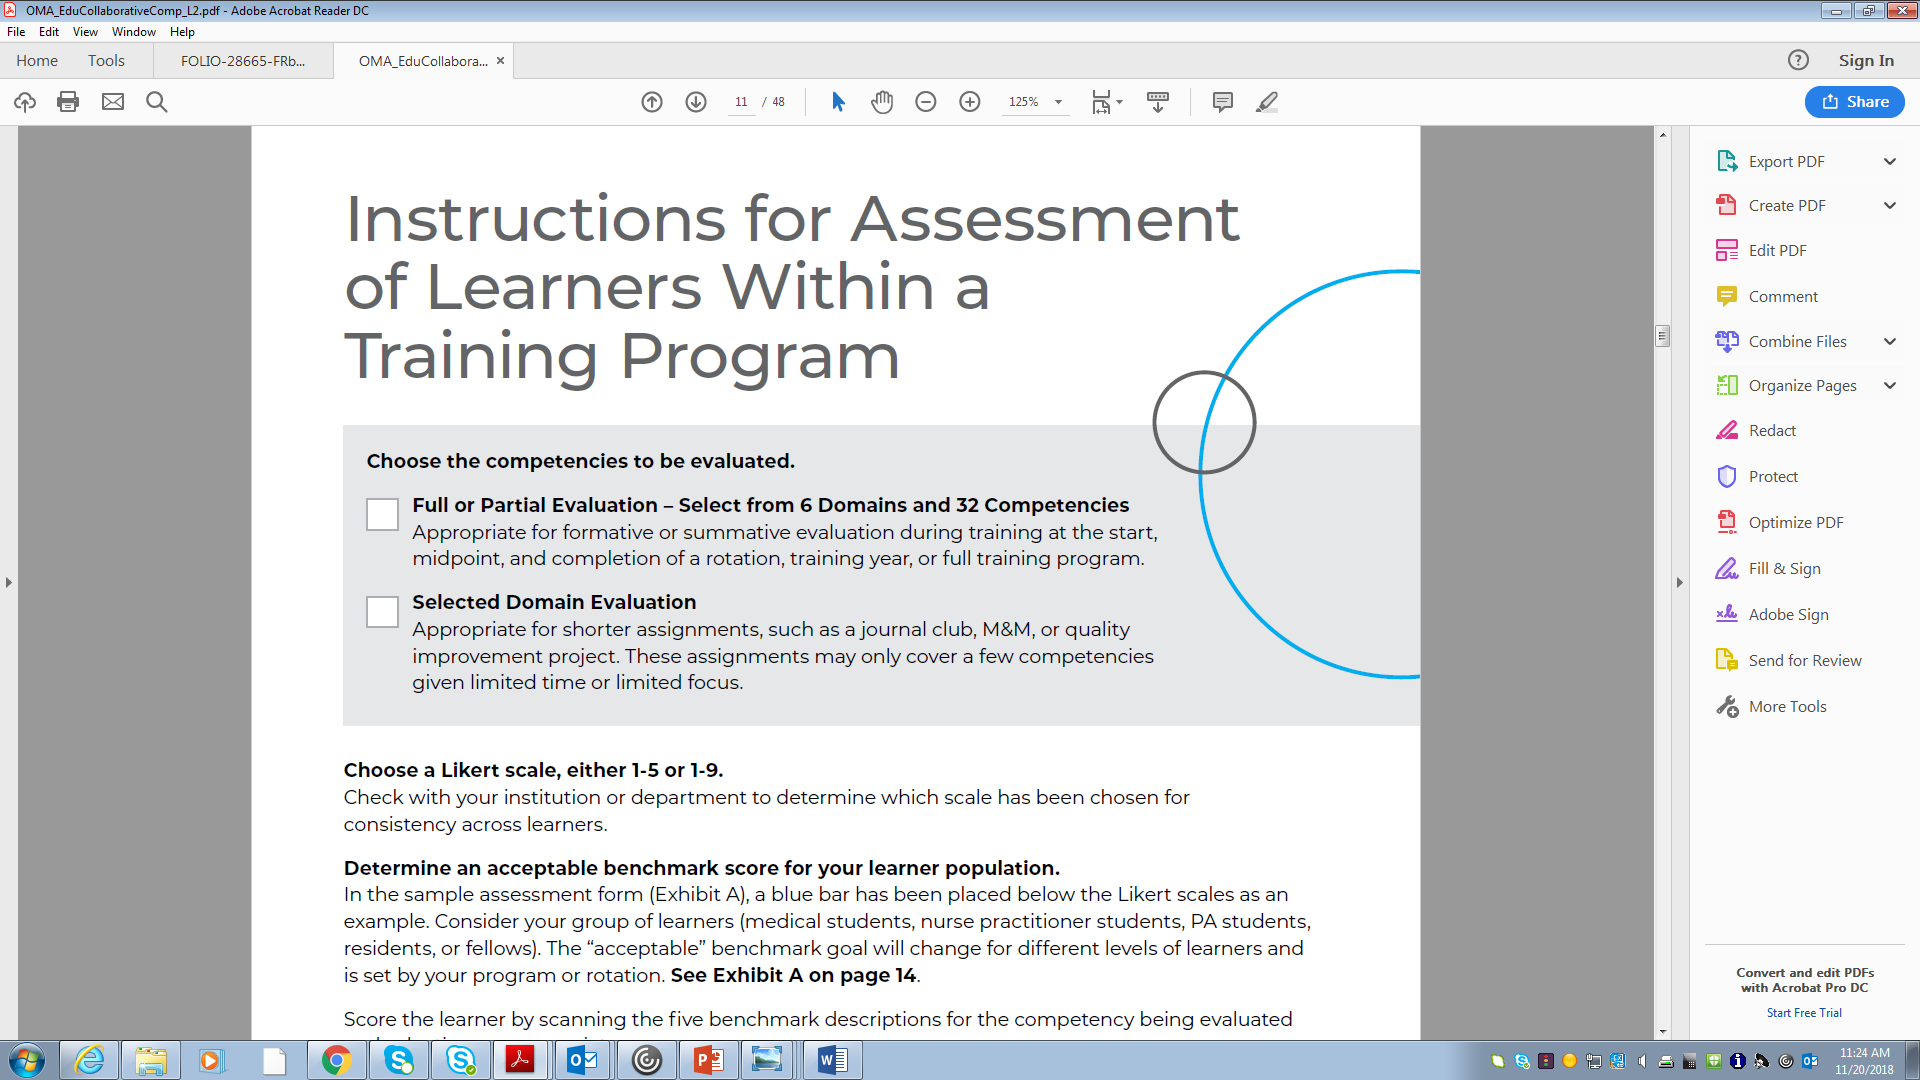 OMA_EduCollaborativeComp_L2.pdf - Adobe Acrobat Reader DC
File Edit View Window Help
Home Tools FOLIO-28665-FRb... OMA_EduCollabora... Sign In
11 / 48 125% Share
Instructions for Assessment
of Learners Within a
Training Program
Choose the competencies to be evaluated.
Full or Partial Evaluation – Select from 6 Domains and 32 Competencies
Appropriate for formative or summative evaluation during training at the start,
midpoint, and completion of a rotation, training year, or full training program.
Selected Domain Evaluation
Appropriate for shorter assignments, such as a journal club, M&M, or quality
improvement project. These assignments may only cover a few competencies
given limited time or limited focus.
Choose a Likert scale, either 1-5 or 1-9.
Check with your institution or department to determine which scale has been chosen for
consistency across learners.
Determine an acceptable benchmark score for your learner population.
In the sample assessment form (Exhibit A), a blue bar has been placed below the Likert scales as an
example. Consider your group of learners (medical students, nurse practitioner students, PA students,
residents, or fellows). The “acceptable” benchmark goal will change for different levels of learners and
is set by your program or rotation. See Exhibit A on page 14.
Score the learner by scanning the five benchmark descriptions for the competency being evaluated
Export PDF
Create PDF
Edit PDF
Comment
Combine Files
Organize Pages
Redact
Protect
Optimize PDF
Fill & Sign
Adobe Sign
Send for Review
More Tools
Convert and edit PDFs
with Acrobat Pro DC
Start Free Trial
11:24 AM
11/20/2018